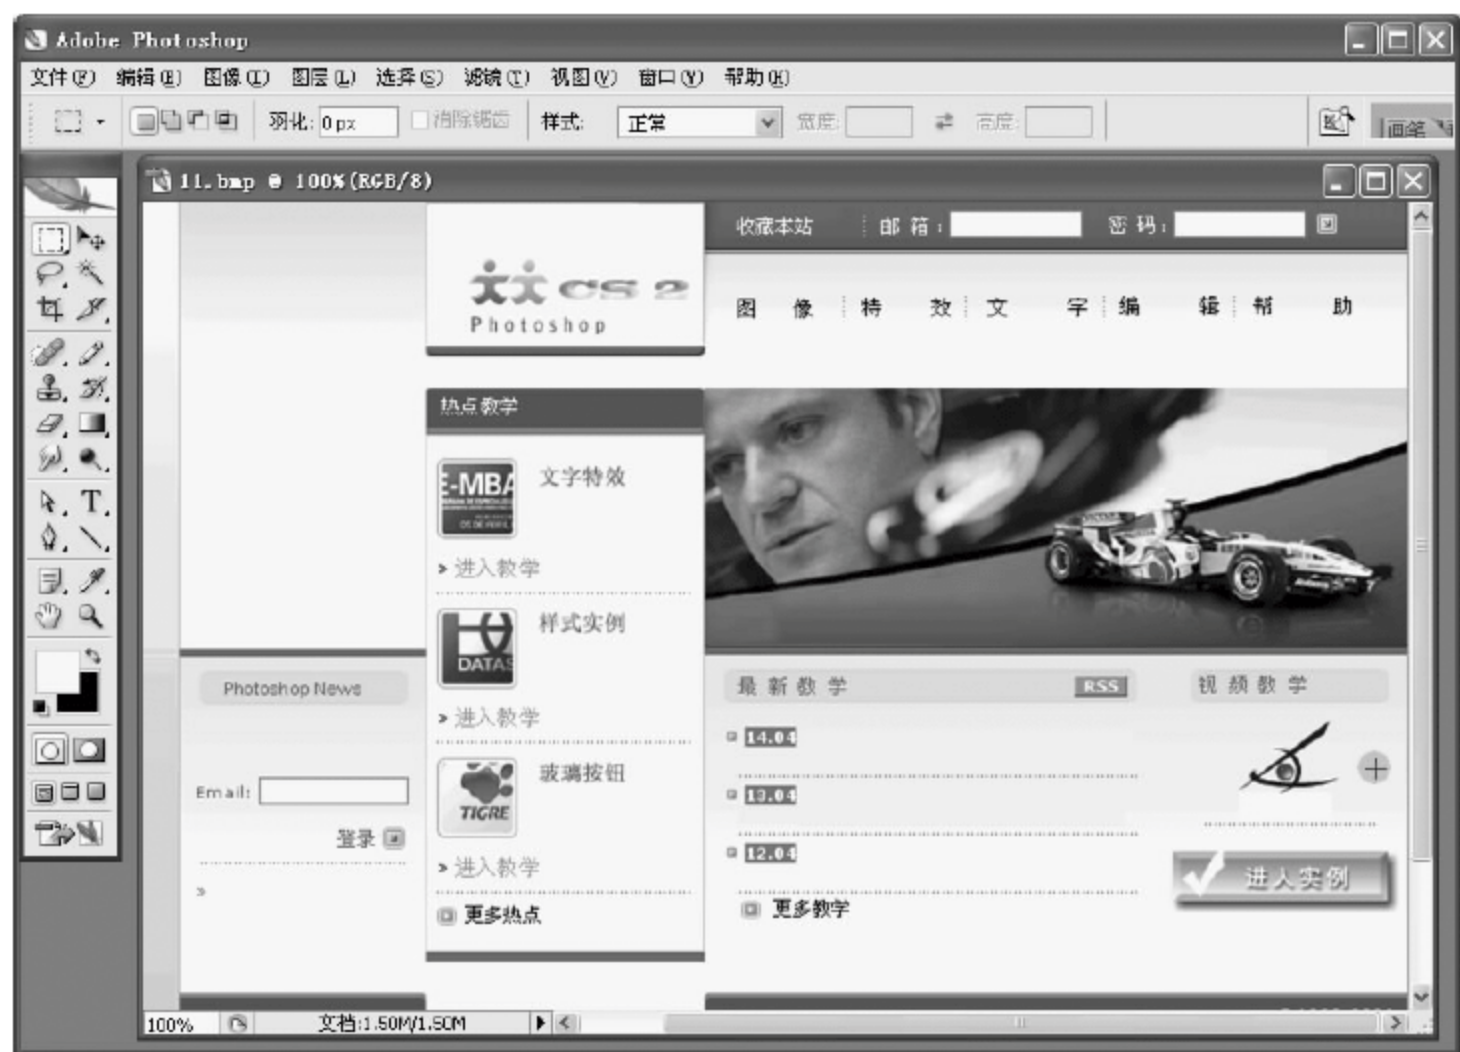 Adobe Photoshop
文件(F) 编辑(E) 图像(I) 图层(L) 选择(S) 滤镜(T) 视图(V) 窗口(W) 帮助(H)
羽化: 0 px 消除锯齿 样式: 正常 宽度: 高度: 画笔
11.bmp @ 100%(RGB/8)
收藏本站 邮 箱: 密 码:
CS 2
Photoshop
图 像 特 效 文 字 编 辑 帮 助
热点教学
E-MBA
文字特效
» 进入教学
样式实例
DATAS
» 进入教学
玻璃按钮
TIGRE
» 进入教学
更多热点
Photoshop News
Email:
登录
»
最新教学 RSS
14.04
13.04
12.04
更多教学
视频教学
进入实例
100% 文档:1.50M/1.50M